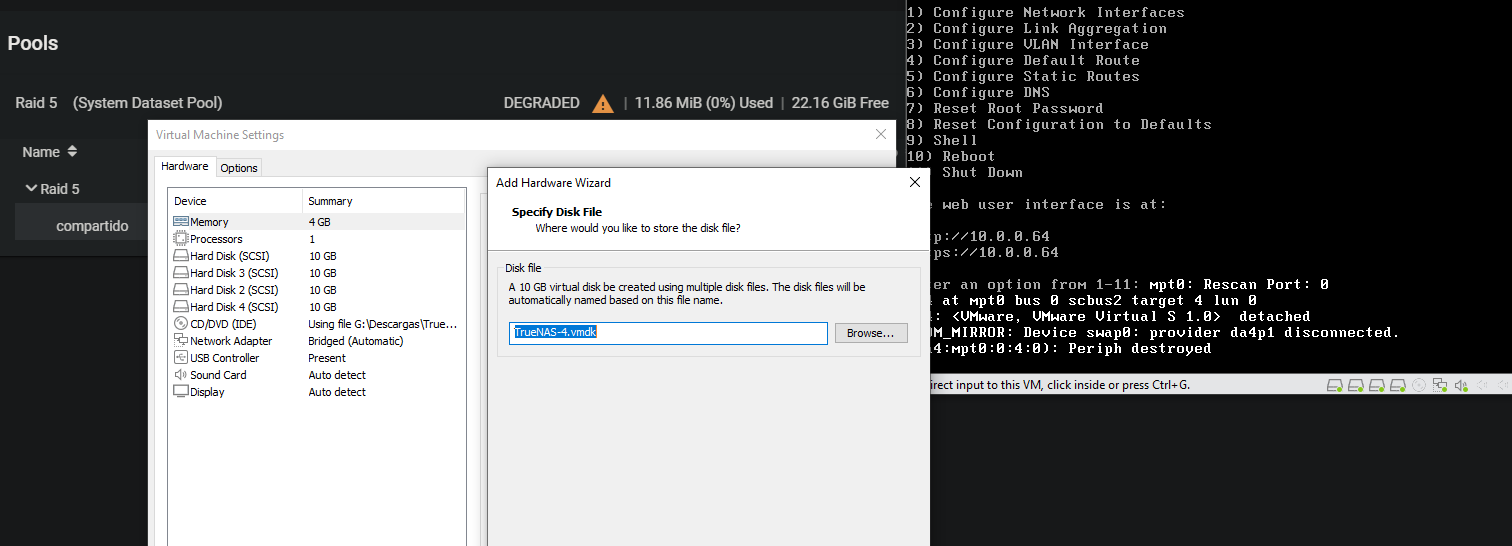 Pools
Raid 5 (System Dataset Pool) DEGRADED | 11.86 MiB (0%) Used | 22.16 GiB Free
Name
Raid 5
compartido
Virtual Machine Settings
Hardware Options
Device Summary
Memory 4 GB
Processors 1
Hard Disk (SCSI) 10 GB
Hard Disk 3 (SCSI) 10 GB
Hard Disk 2 (SCSI) 10 GB
Hard Disk 4 (SCSI) 10 GB
CD/DVD (IDE) Using file G:\Descargas\True...
Network Adapter Bridged (Automatic)
USB Controller Present
Sound Card Auto detect
Display Auto detect
Add Hardware Wizard
Specify Disk File
Where would you like to store the disk file?
Disk file
A 10 GB virtual disk be created using multiple disk files. The disk files will be
automatically named based on this file name.
TrueNAS-4.vmdk Browse...
1) Configure Network Interfaces
2) Configure Link Aggregation
3) Configure VLAN Interface
4) Configure Default Route
5) Configure Static Routes
6) Configure DNS
7) Reset Root Password
8) Reset Configuration to Defaults
9) Shell
10) Reboot
Shut Down
web user interface is at:
p://10.0.0.64
ps://10.0.0.64
er an option from 1-11: mpt0: Rescan Port: 0
at mpt0 bus 0 scbus2 target 4 lun 0
: <VMware, VMware Virtual S 1.0> detached
OM_MIRROR: Device swap0: provider da4p1 disconnected.
4:mpt0:0:4:0): Periph destroyed
irect input to this VM, click inside or press Ctrl+G.